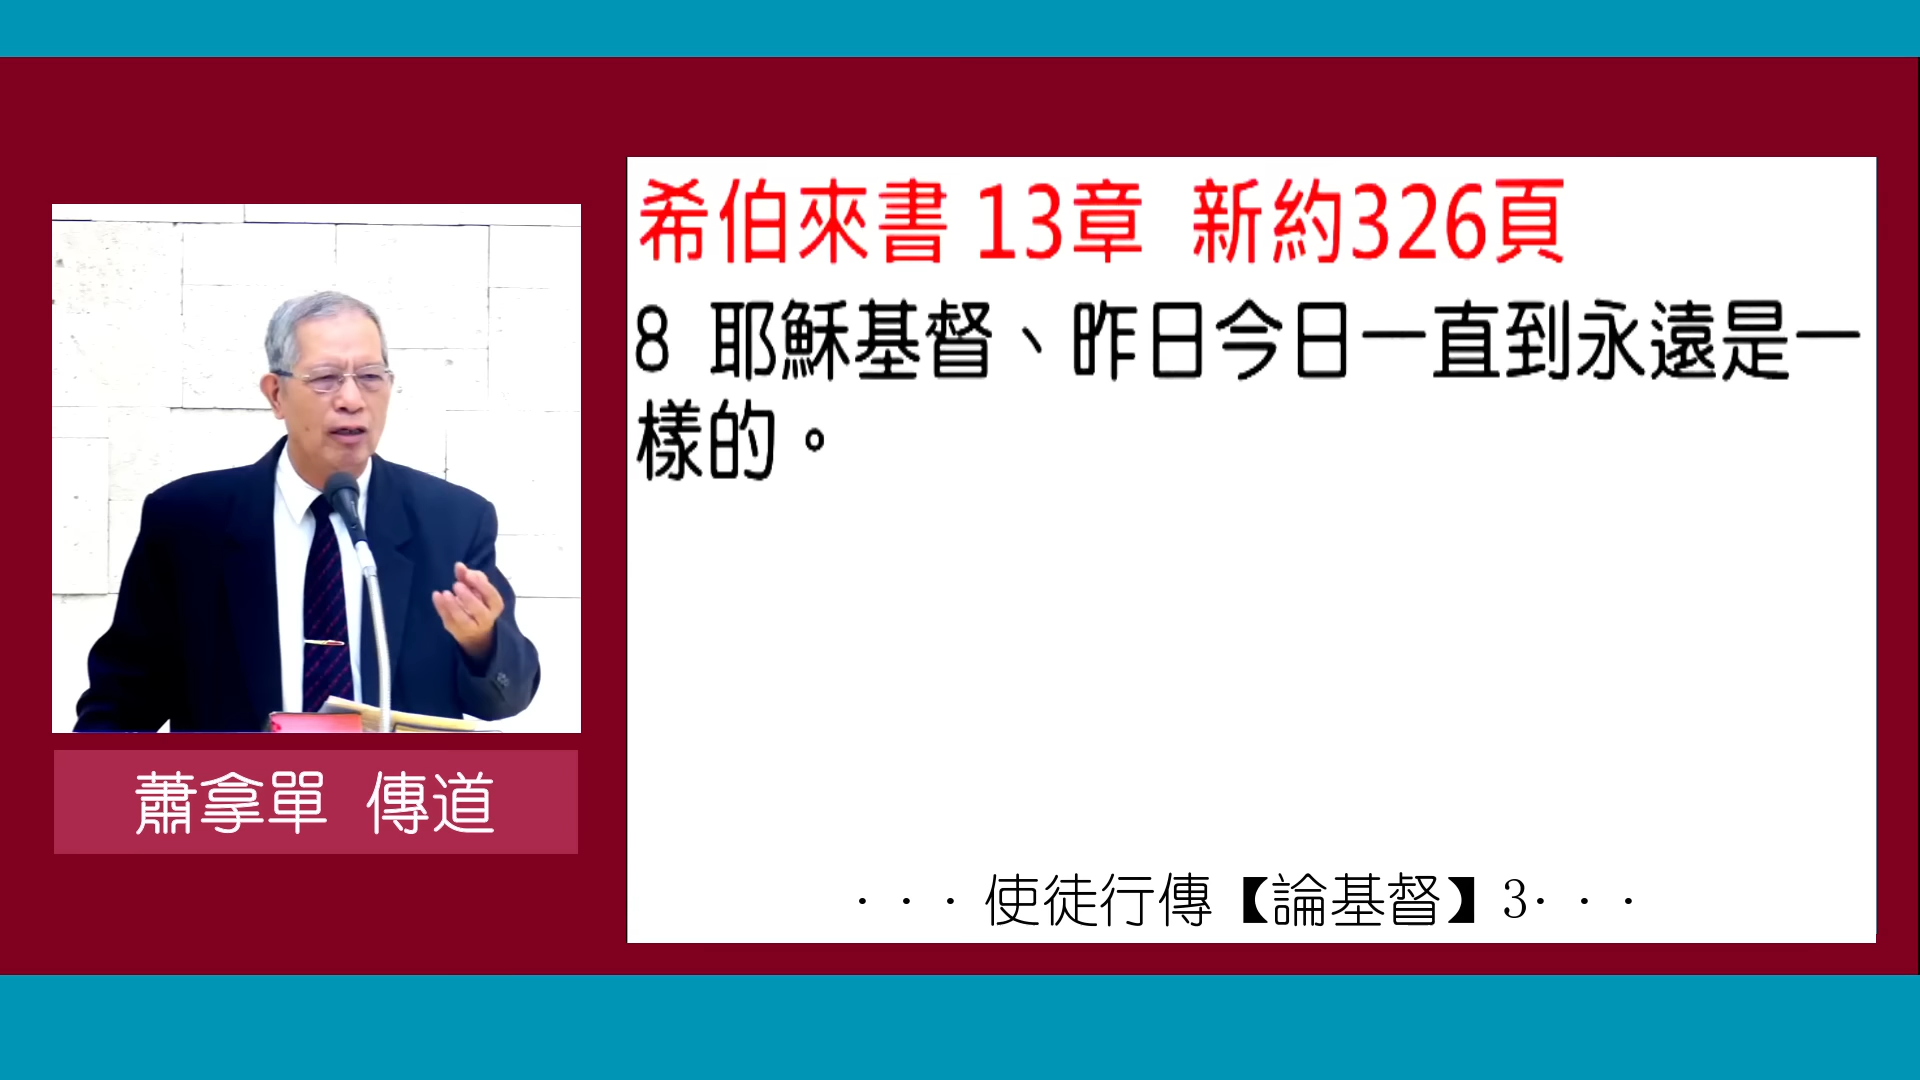 希伯來書 13章 新約326頁
8 耶穌基督、昨日今日一直到永遠是一
樣的。
蕭拿單 傳道
···使徒行傳【論基督】3···